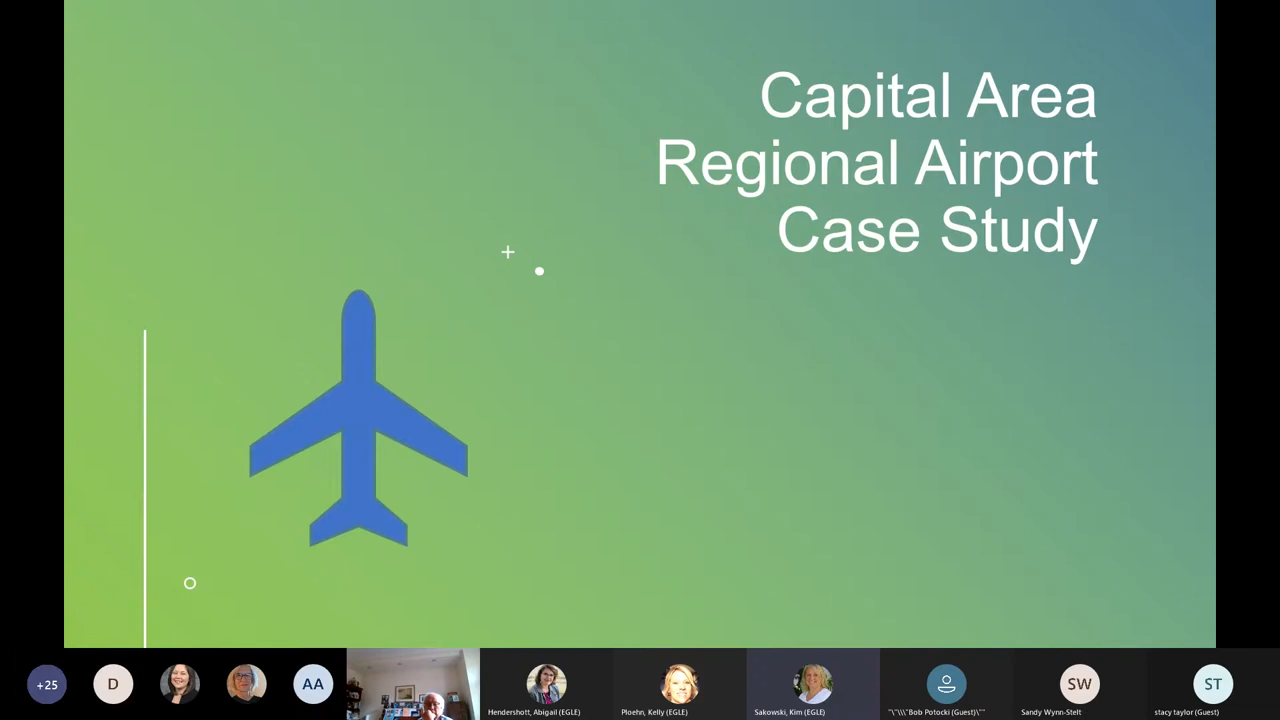 Capital Area
Regional Airport
Case Study
+25
D
AA
Hendershott, Abigail (EGLE)
Ploehn, Kelly (EGLE)
Sakowski, Kim (EGLE)
"\"\\\"Bob Potocki (Guest)\""
SW
Sandy Wynn-Stelt
ST
stacy taylor (Guest)